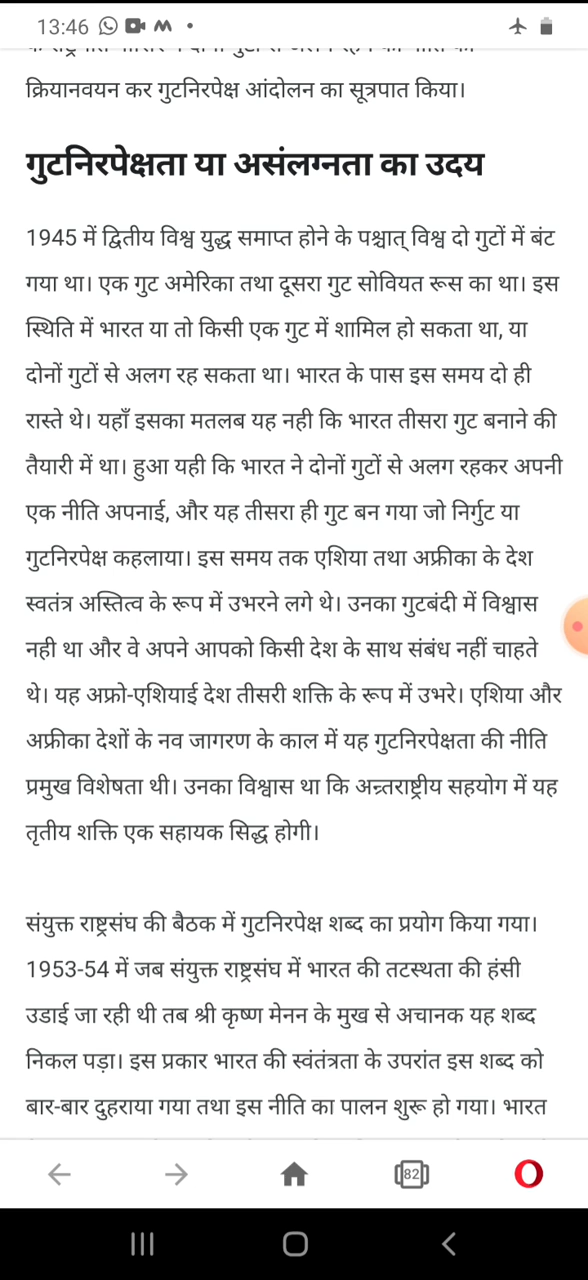 13:46
क्रियानवयन कर गुटनिरपेक्ष आंदोलन का सूत्रपात किया।
गुटनिरपेक्षता या असंलग्नता का उदय
1945 में द्वितीय विश्व युद्ध समाप्त होने के पश्चात् विश्व दो गुटों में बंट
गया था। एक गुट अमेरिका तथा दूसरा गुट सोवियत रूस का था। इस
स्थिति में भारत या तो किसी एक गुट में शामिल हो सकता था, या
दोनों गुटों से अलग रह सकता था। भारत के पास इस समय दो ही
रास्ते थे। यहाँ इसका मतलब यह नही कि भारत तीसरा गुट बनाने की
तैयारी में था। हुआ यही कि भारत ने दोनों गुटों से अलग रहकर अपनी
एक नीति अपनाई, और यह तीसरा ही गुट बन गया जो निर्गुट या
गुटनिरपेक्ष कहलाया। इस समय तक एशिया तथा अफ्रीका के देश
स्वतंत्र अस्तित्व के रूप में उभरने लगे थे। उनका गुटबंदी में विश्वास
नही था और वे अपने आपको किसी देश के साथ संबंध नहीं चाहते
थे। यह अफ्रो-एशियाई देश तीसरी शक्ति के रूप में उभरे। एशिया और
अफ्रीका देशों के नव जागरण के काल में यह गुटनिरपेक्षता की नीति
प्रमुख विशेषता थी। उनका विश्वास था कि अन्र्तराष्ट्रीय सहयोग में यह
तृतीय शक्ति एक सहायक सिद्ध होगी।
संयुक्त राष्ट्रसंघ की बैठक में गुटनिरपेक्ष शब्द का प्रयोग किया गया।
1953-54 में जब संयुक्त राष्ट्रसंघ में भारत की तटस्थता की हंसी
उडाई जा रही थी तब श्री कृष्ण मेनन के मुख से अचानक यह शब्द
निकल पड़ा। इस प्रकार भारत की स्वंतंत्रता के उपरांत इस शब्द को
बार-बार दुहराया गया तथा इस नीति का पालन शुरू हो गया। भारत
82